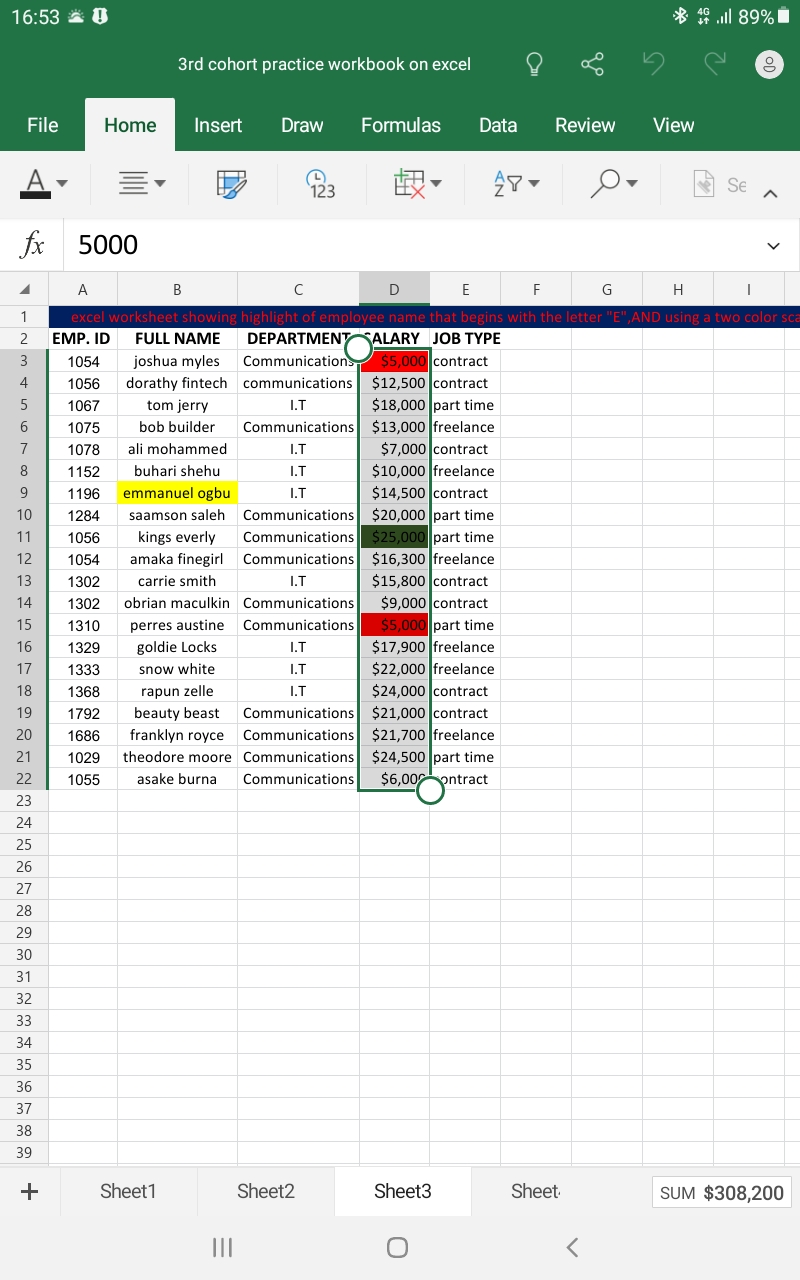 16:53 4G 89%
3rd cohort practice workbook on excel
File Home Insert Draw Formulas Data Review View
A 123 A Z Se
fx 5000
A B C D E F G H I
1 excel worksheet showing highlight of employee name that begins with the letter "E",AND using a two color sca
2 EMP. ID FULL NAME DEPARTMENT SALARY JOB TYPE
3 1054 joshua myles Communications $5,000 contract
4 1056 dorathy fintech communications $12,500 contract
5 1067 tom jerry I.T $18,000 part time
6 1075 bob builder Communications $13,000 freelance
7 1078 ali mohammed I.T $7,000 contract
8 1152 buhari shehu I.T $10,000 freelance
9 1196 emmanuel ogbu I.T $14,500 contract
10 1284 saamson saleh Communications $20,000 part time
11 1056 kings everly Communications $25,000 part time
12 1054 amaka finegirl Communications $16,300 freelance
13 1302 carrie smith I.T $15,800 contract
14 1302 obrian maculkin Communications $9,000 contract
15 1310 perres austine Communications $5,000 part time
16 1329 goldie Locks I.T $17,900 freelance
17 1333 snow white I.T $22,000 freelance
18 1368 rapun zelle I.T $24,000 contract
19 1792 beauty beast Communications $21,000 contract
20 1686 franklyn royce Communications $21,700 freelance
21 1029 theodore moore Communications $24,500 part time
22 1055 asake burna Communications $6,000 contract
23
24
25
26
27
28
29
30
31
32
33
34
35
36
37
38
39
+ Sheet1 Sheet2 Sheet3 Sheet SUM $308,200